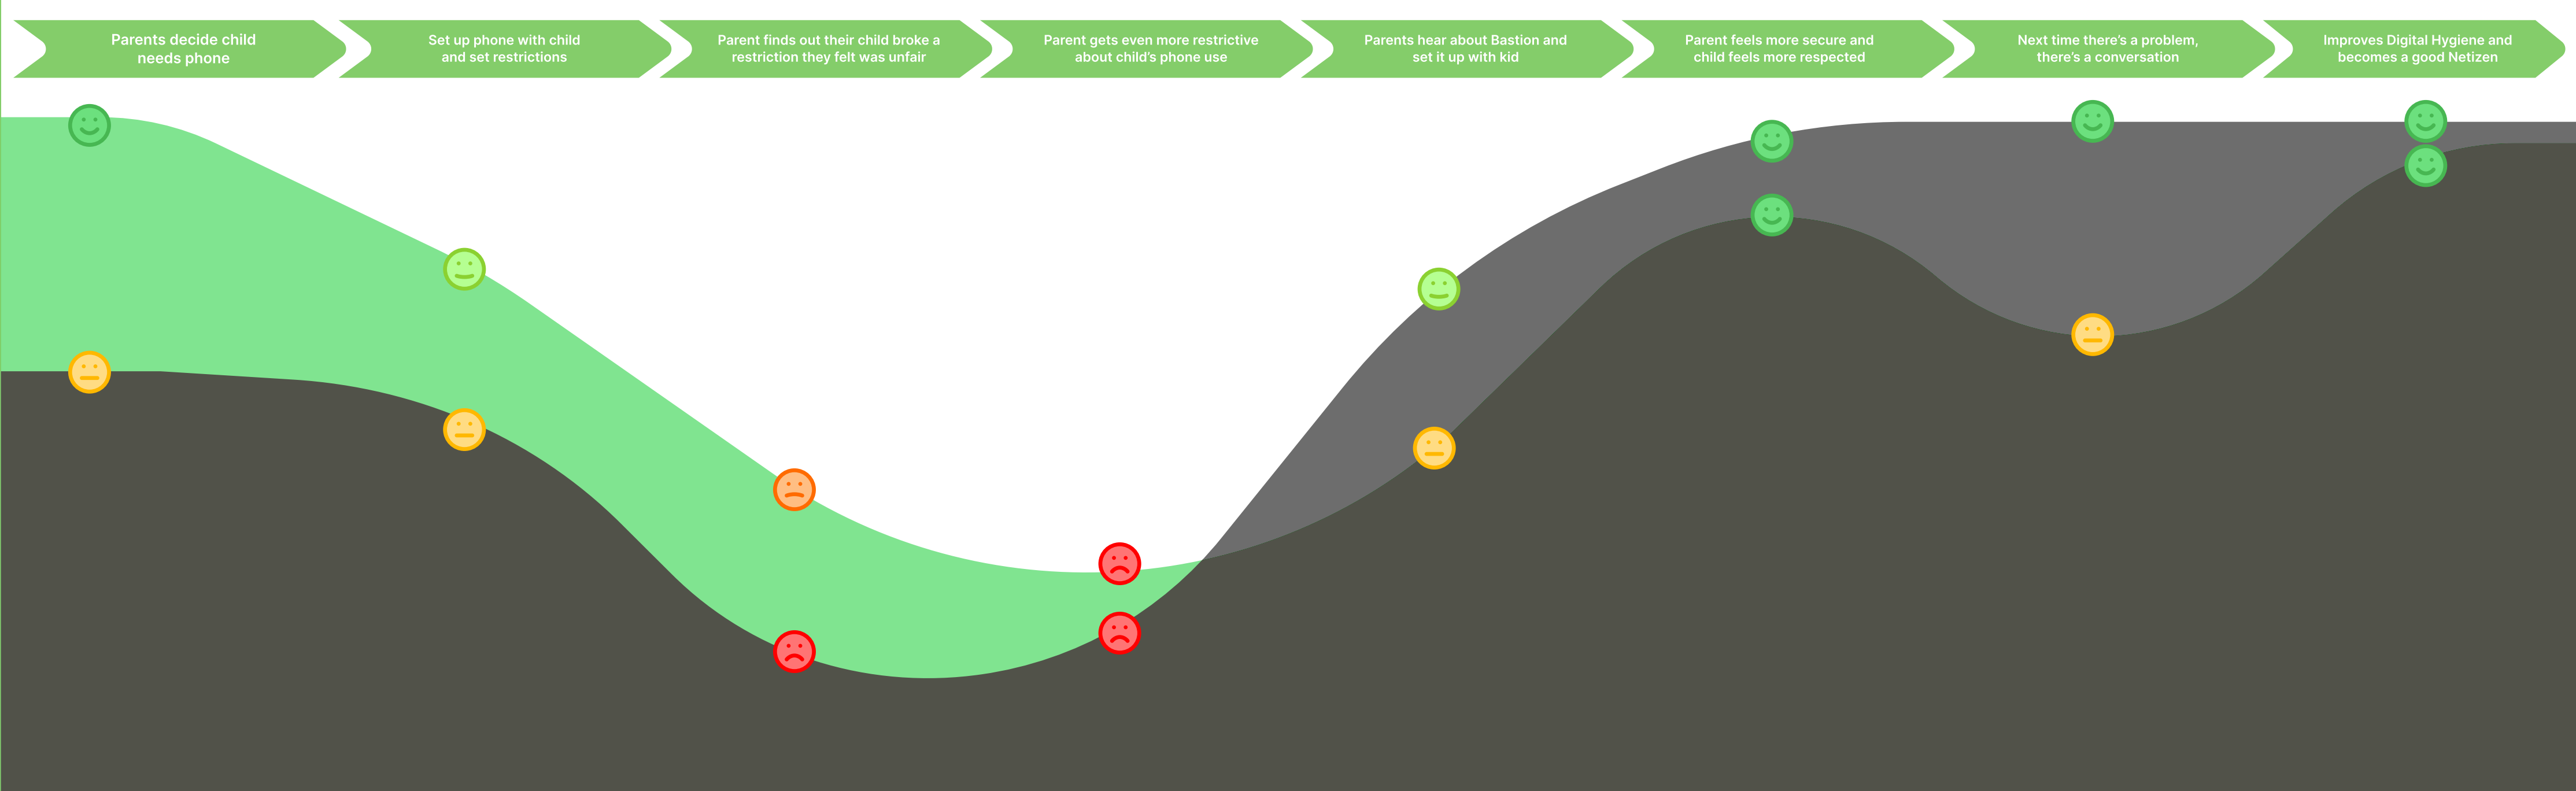 Parents decide child
needs phone
Set up phone with child
and set restrictions
Parent finds out their child broke a
restriction they felt was unfair
Parent gets even more restrictive
about child’s phone use
Parents hear about Bastion and
set it up with kid
Parent feels more secure and
child feels more respected
Next time there’s a problem,
there’s a conversation
Improves Digital Hygiene and
becomes a good Netizen